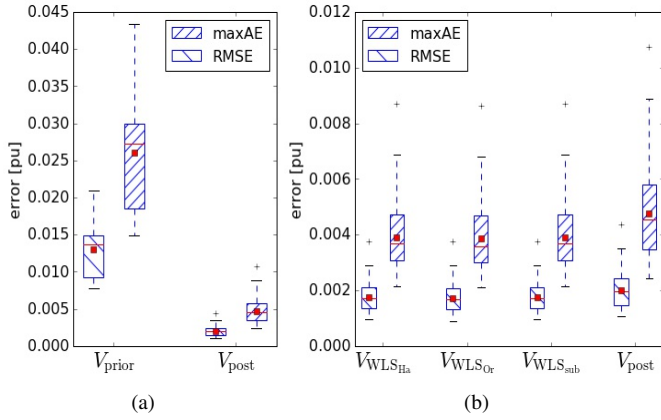 0.045
0.040
0.035
0.030
0.025
0.020
0.015
0.010
0.005
0.000
error [pu]
maxAE
RMSE
V_prior
V_post
(a)
0.012
0.010
0.008
0.006
0.004
0.002
0.000
error [pu]
maxAE
RMSE
V_WLS_Ha
V_WLS_Or
V_WLS_sub
V_post
(b)